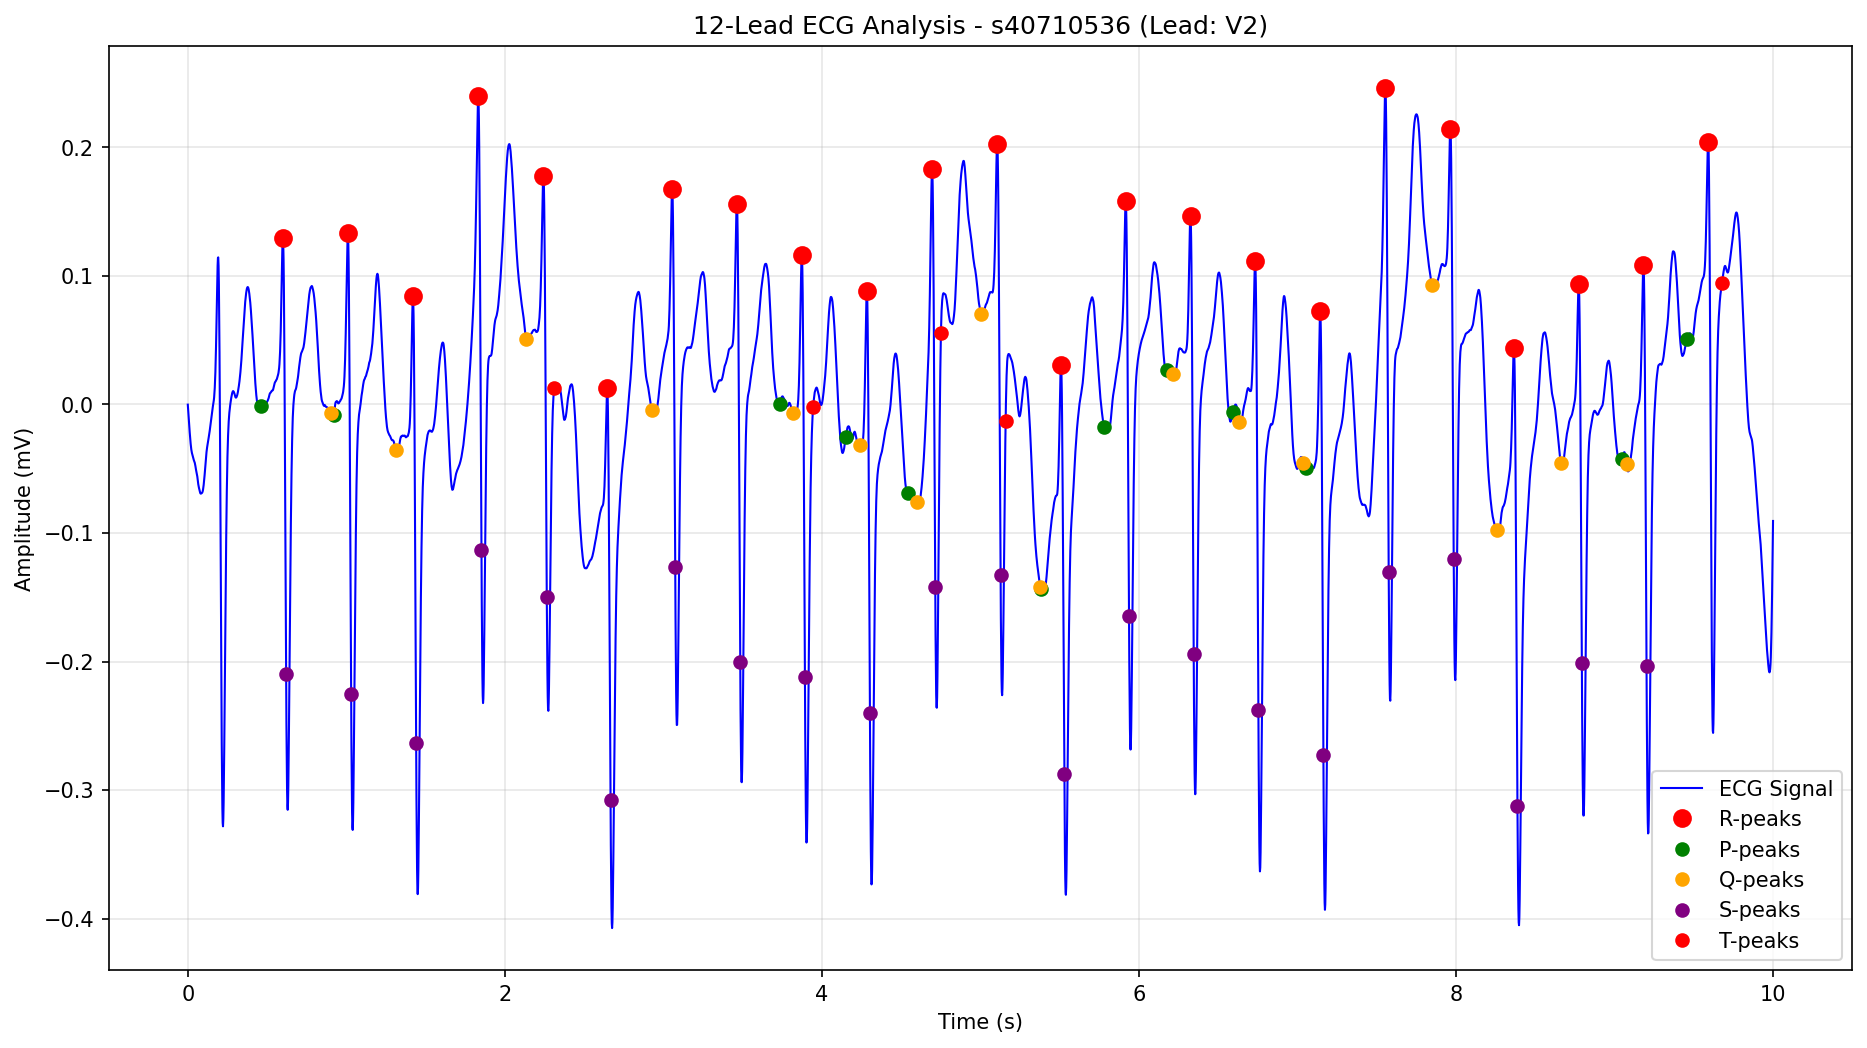 12-Lead ECG Analysis - s40710536 (Lead: V2)
Amplitude (mV)
0.2
0.1
0.0
−0.1
−0.2
−0.3
−0.4
0 2 4 6 8 10
Time (s)
ECG Signal
R-peaks
P-peaks
Q-peaks
S-peaks
T-peaks